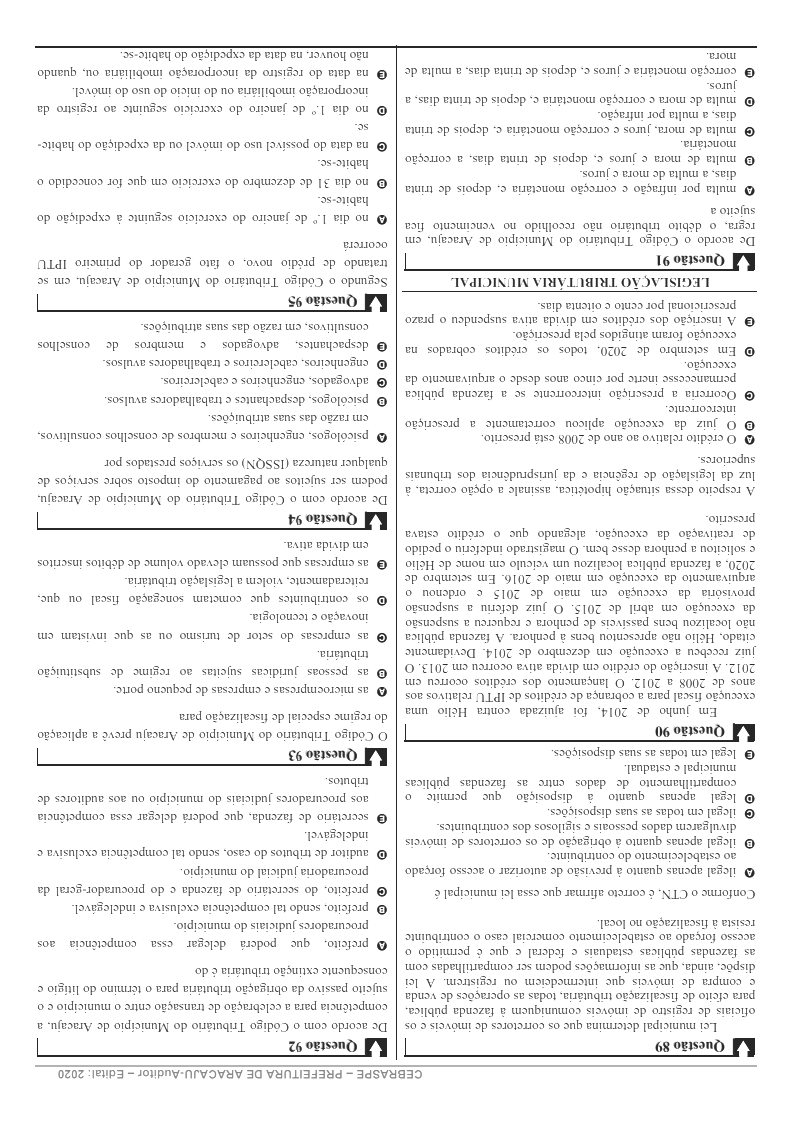 CEBRASPE – PREFEITURA DE ARACAJU-Auditor – Edital: 2020
Questão 89
Lei municipal determina que os corretores de imóveis e os
oficiais de registro de imóveis comuniquem à fazenda pública,
para efeito de fiscalização tributária, todas as operações de venda
e compra de imóveis que intermedeiem ou registrem. A lei
dispõe, ainda, que as informações podem ser compartilhadas com
as fazendas públicas estaduais e federal e que é permitido o
acesso forçado ao estabelecimento comercial caso o contribuinte
resista à fiscalização no local.
Conforme o CTN, é correto afirmar que essa lei municipal é
A ilegal apenas quanto à previsão de autorizar o acesso forçado
ao estabelecimento do contribuinte.
B ilegal apenas quanto à obrigação de os corretores de imóveis
divulgarem dados pessoais e sigilosos dos contribuintes.
C ilegal em todas as suas disposições.
D legal apenas quanto à disposição que permite o
compartilhamento de dados entre as fazendas públicas
municipal e estadual.
E legal em todas as suas disposições.
Questão 90
Em junho de 2014, foi ajuizada contra Hélio uma
execução fiscal para a cobrança de créditos de IPTU relativos aos
anos de 2008 a 2012. O lançamento dos créditos ocorreu em
2012. A inscrição do crédito em dívida ativa ocorreu em 2013. O
juiz recebeu a execução em dezembro de 2014. Devidamente
citado, Hélio não apresentou bens à penhora. A fazenda pública
não localizou bens passíveis de penhora e requereu a suspensão
da execução em abril de 2015. O juiz deferiu a suspensão
provisória da execução em maio de 2015 e ordenou o
arquivamento da execução em maio de 2016. Em setembro de
2020, a fazenda pública localizou um veículo em nome de Hélio
e solicitou a penhora desse bem. O magistrado indeferiu o pedido
de reativação da execução, alegando que o crédito estava
prescrito.
A respeito dessa situação hipotética, assinale a opção correta, à
luz da legislação de regência e da jurisprudência dos tribunais
superiores.
A O crédito relativo ao ano de 2008 está prescrito.
B O juiz da execução aplicou corretamente a prescrição
intercorrente.
C Ocorreria a prescrição intercorrente se a fazenda pública
permanecesse inerte por cinco anos desde o arquivamento da
execução.
D Em setembro de 2020, todos os créditos cobrados na
execução foram atingidos pela prescrição.
E A inscrição dos créditos em dívida ativa suspendeu o prazo
prescricional por cento e oitenta dias.
LEGISLAÇÃO TRIBUTÁRIA MUNICIPAL
Questão 91
De acordo com o Código Tributário do Município de Aracaju, em
regra, o débito tributário não recolhido no vencimento fica
sujeito a
A multa por infração e correção monetária e, depois de trinta
dias, a multa de mora e juros.
B multa de mora e juros e, depois de trinta dias, a correção
monetária.
C multa de mora, juros e correção monetária e, depois de trinta
dias, a multa por infração.
D multa de mora e correção monetária e, depois de trinta dias, a
juros.
E correção monetária e juros e, depois de trinta dias, a multa de
mora.
Questão 92
De acordo com o Código Tributário do Município de Aracaju, a
competência para a celebração de transação entre o município e o
sujeito passivo da obrigação tributária para o término do litígio e
consequente extinção tributária é do
A prefeito, que poderá delegar essa competência aos
procuradores judiciais do município.
B prefeito, sendo tal competência exclusiva e indelegável.
C prefeito, do secretário de fazenda e do procurador-geral da
procuradoria judicial do município.
D auditor de tributos do caso, sendo tal competência exclusiva e
indelegável.
E secretário de fazenda, que poderá delegar essa competência
aos procuradores judiciais do município ou aos auditores de
tributos.
Questão 93
O Código Tributário do Município de Aracaju prevê a aplicação
do regime especial de fiscalização para
A as microempresas e empresas de pequeno porte.
B as pessoas jurídicas sujeitas ao regime de substituição
tributária.
C as empresas do setor de turismo ou as que invistam em
inovação e tecnologia.
D os contribuintes que cometam sonegação fiscal ou que,
reiteradamente, violem a legislação tributária.
E as empresas que possuam elevado volume de débitos inscritos
em dívida ativa.
Questão 94
De acordo com o Código Tributário do Município de Aracaju,
podem ser sujeitos ao pagamento do imposto sobre serviços de
qualquer natureza (ISSQN) os serviços prestados por
A psicólogos, engenheiros e membros de conselhos consultivos,
em razão das suas atribuições.
B psicólogos, despachantes e trabalhadores avulsos.
C advogados, engenheiros e cabeleireiros.
D engenheiros, cabeleireiros e trabalhadores avulsos.
E despachantes, advogados e membros de conselhos
consultivos, em razão das suas atribuições.
Questão 95
Segundo o Código Tributário do Município de Aracaju, em se
tratando de prédio novo, o fato gerador do primeiro IPTU
ocorrerá
A no dia 1.º de janeiro do exercício seguinte à expedição do
habite-se.
B no dia 31 de dezembro do exercício em que for concedido o
habite-se.
C na data do possível uso do imóvel ou da expedição do habite-
se.
D no dia 1.º de janeiro do exercício seguinte ao registro da
incorporação imobiliária ou do início do uso do imóvel.
E na data do registro da incorporação imobiliária ou, quando
não houver, na data da expedição do habite-se.